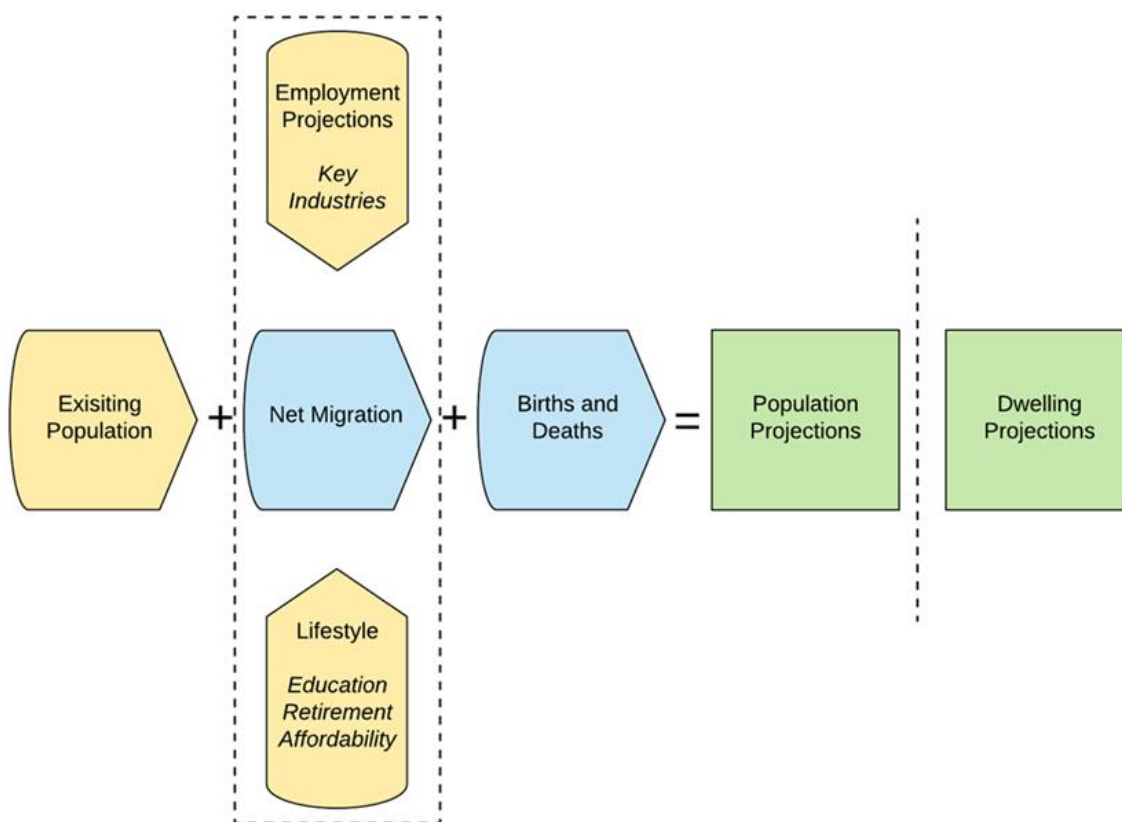 Employment
Projections
Key
Industries
Exisiting
Population
+
Net Migration
+
Births and
Deaths
=
Population
Projections
Dwelling
Projections
Lifestyle
Education
Retirement
Affordability